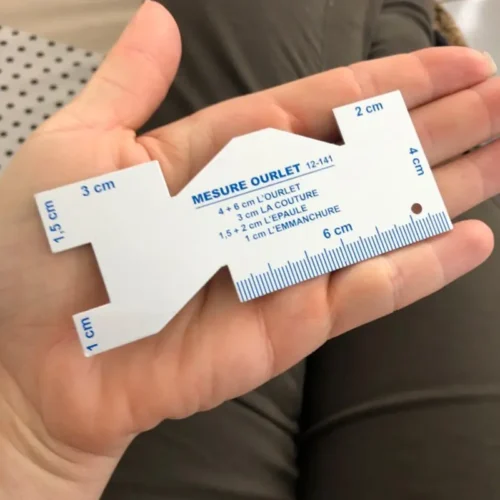 2 cm
4 cm
MESURE OURLET 12-141
4 + 6 cm L'OURLET
3 cm LA COUTURE
1,5 + 2 cm L'EPAULE
1 cm L'EMMANCHURE
6 cm
3 cm
1,5 cm
1 cm